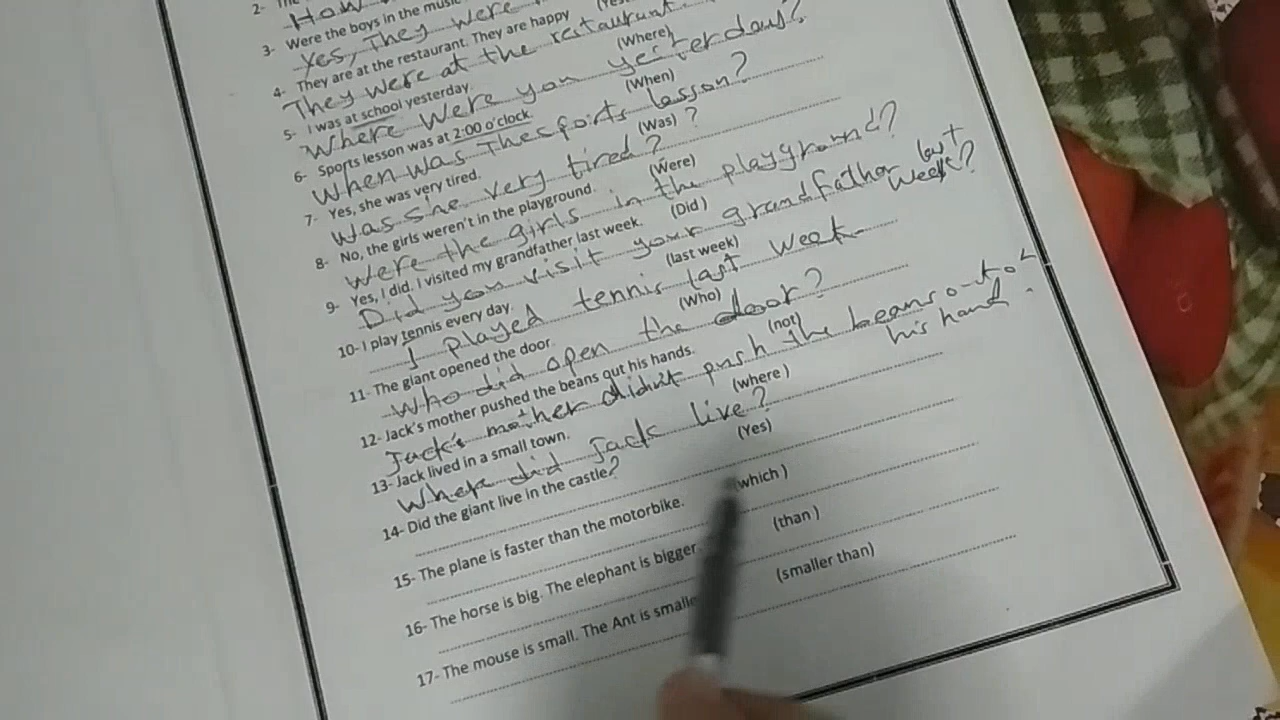 2- The
How
3- Were the boys in the music
Yes, They were
4- They are at the restaurant. They are happy
They were at the restaurant.
5- I was at school yesterday. (Where)
Where were you yesterday?
6- Sports lesson was at 2:00 o'clock. (When)
When was The sports lesson?
7- Yes, she was very tired. (Was) ?
Was she very tired?
8- No, the girls weren't in the playground. (Were)
Were the girls in the playground?
9- Yes, I did. I visited my grandfather last week. (Did)
Did you visit your grandfather last week?
10- I play tennis every day. (last week)
I played tennis last week
11- The giant opened the door. (Who)
Who did open the door?
12- Jack's mother pushed the beans out his hands. (not)
Jack's mother didn't push the beans out of his hand.
13- Jack lived in a small town. (where)
Where did Jack live?
14- Did the giant live in the castle? (Yes)
15- The plane is faster than the motorbike. (which)
16- The horse is big. The elephant is bigger. (than)
17- The mouse is small. The Ant is (smaller than)